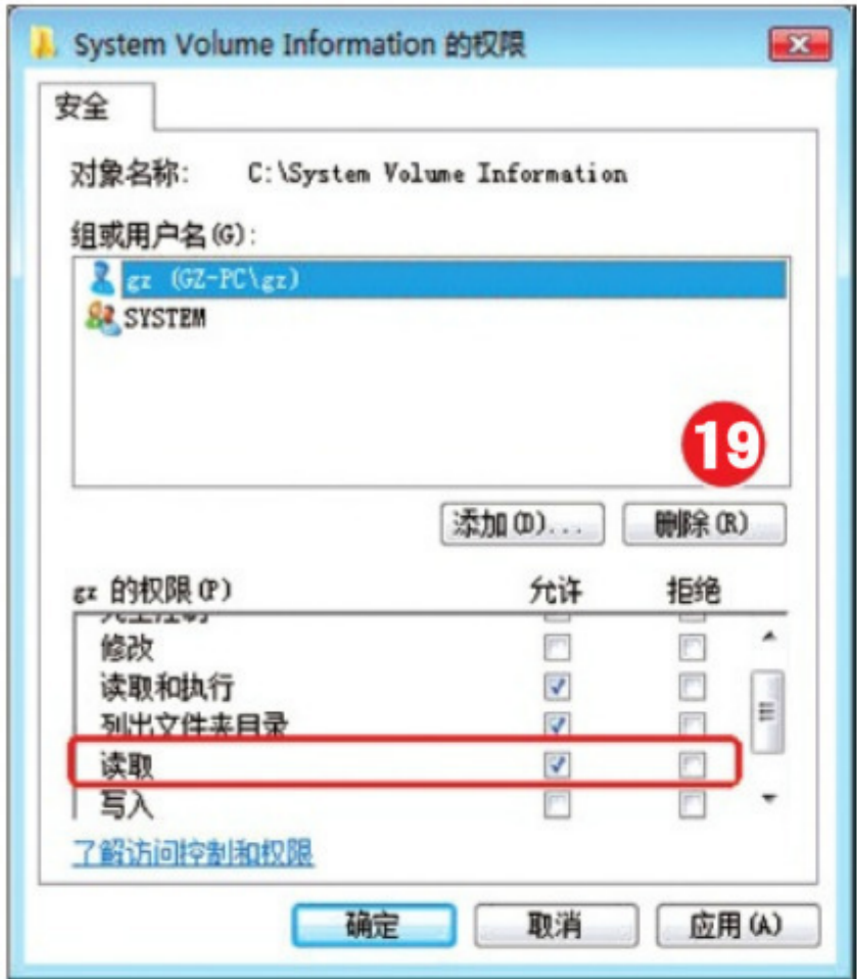 System Volume Information 的权限
安全
对象名称: C:\System Volume Information
组或用户名(G):
gz (GZ-PC\gz)
SYSTEM
19
添加(D)... 删除(R)
gz 的权限(P) 允许 拒绝
修改
读取和执行
列出文件夹目录
读取
写入
了解访问控制和权限
确定 取消 应用(A)